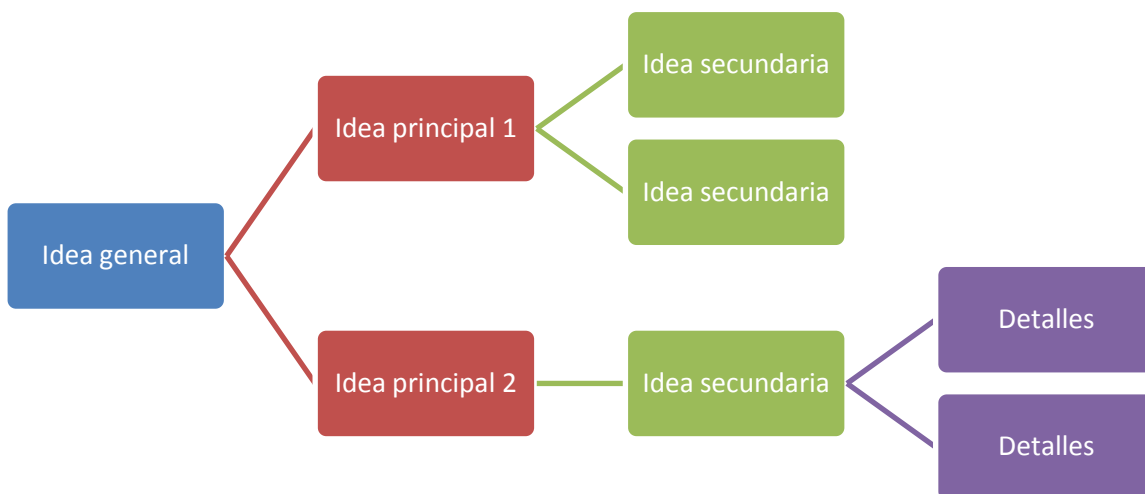 Idea general
Idea principal 1
Idea secundaria
Idea secundaria
Idea principal 2
Idea secundaria
Detalles
Detalles